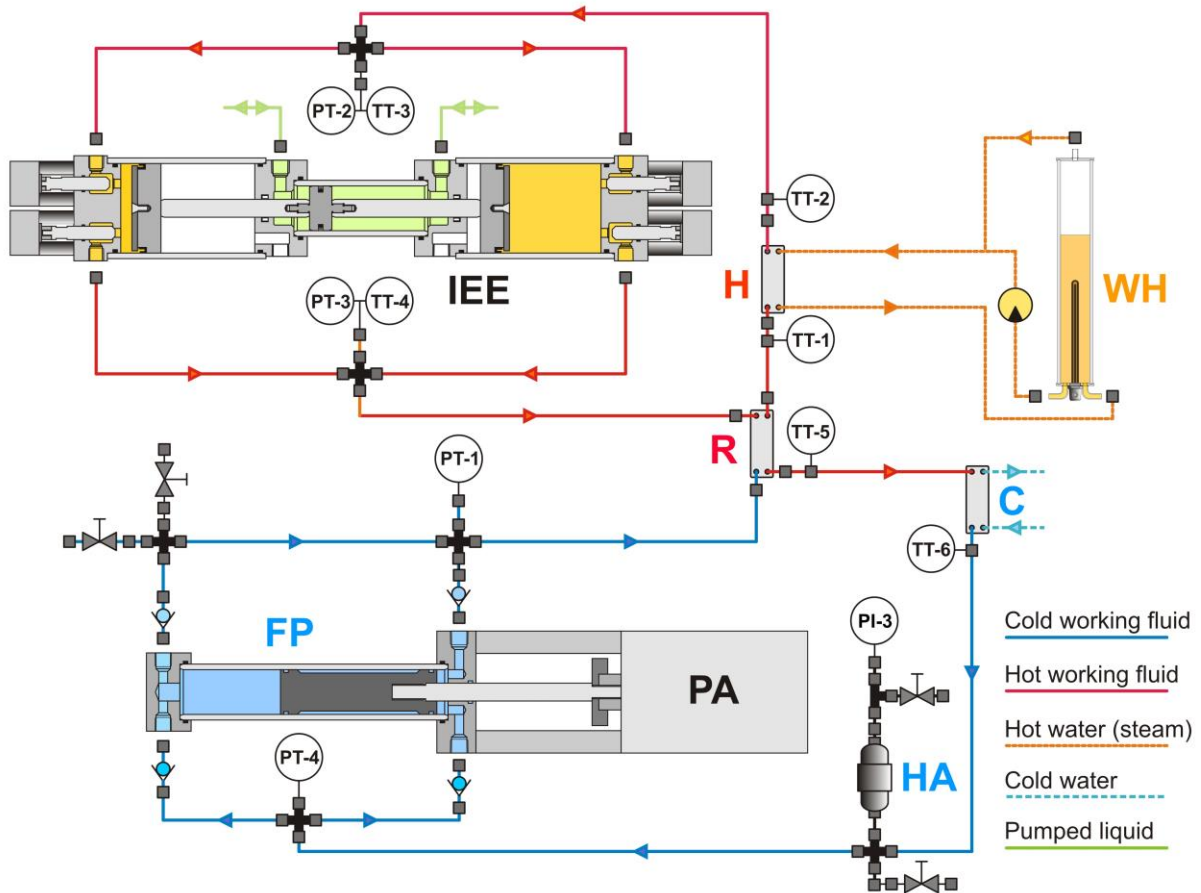 PT-2
TT-3
TT-2
H
WH
IEE
PT-3
TT-4
TT-1
R
TT-5
C
PT-1
TT-6
FP
PI-3
PA
PT-4
HA
Cold working fluid
Hot working fluid
Hot water (steam)
Cold water
Pumped liquid